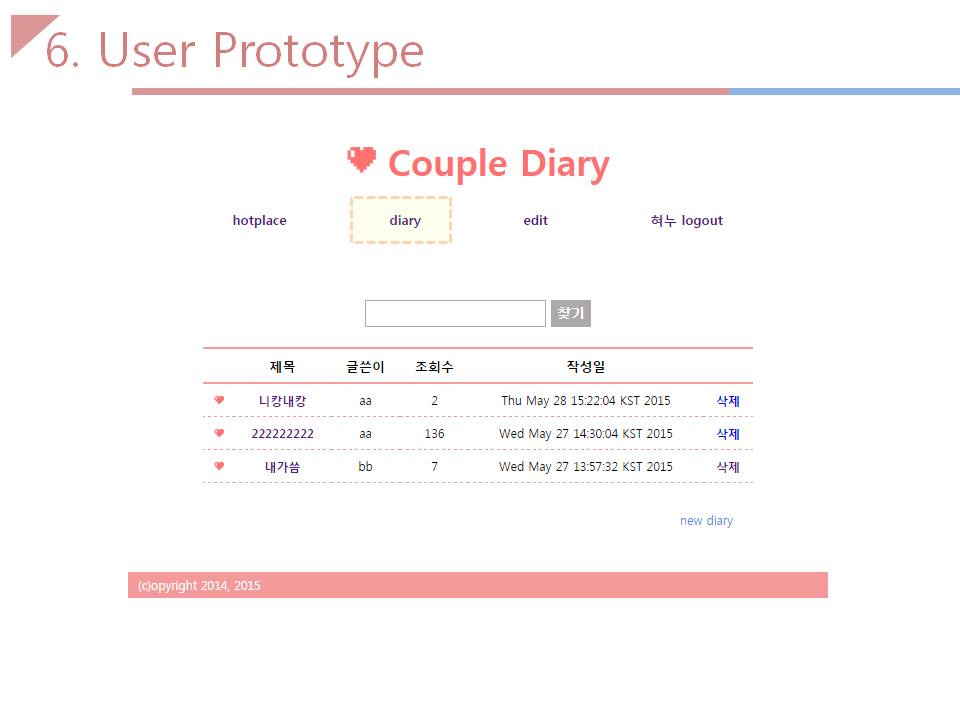 6. User Prototype
Couple Diary
hotplace diary edit 혀누 logout
찾기
제목 글쓴이 조회수 작성일
니캉내캉 aa 2 Thu May 28 15:22:04 KST 2015 삭제
222222222 aa 136 Wed May 27 14:30:04 KST 2015 삭제
내가씀 bb 7 Wed May 27 13:57:32 KST 2015 삭제
new diary
(c)opyright 2014, 2015